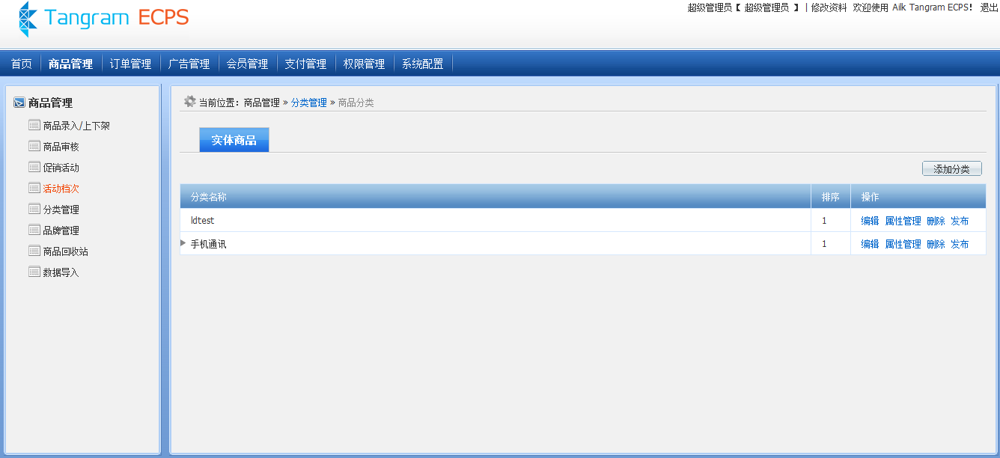 Tangram ECPS
超级管理员【 超级管理员 】 | 修改资料 欢迎使用 Ailk Tangram ECPS! 退出
首页 商品管理 订单管理 广告管理 会员管理 支付管理 权限管理 系统配置
商品管理
商品录入/上下架
商品审核
促销活动
活动档次
分类管理
品牌管理
商品回收站
数据导入
当前位置: 商品管理 » 分类管理 » 商品分类
实体商品
添加分类
分类名称 排序 操作
ldtest 1 编辑 属性管理 删除 发布
手机通讯 1 编辑 属性管理 删除 发布